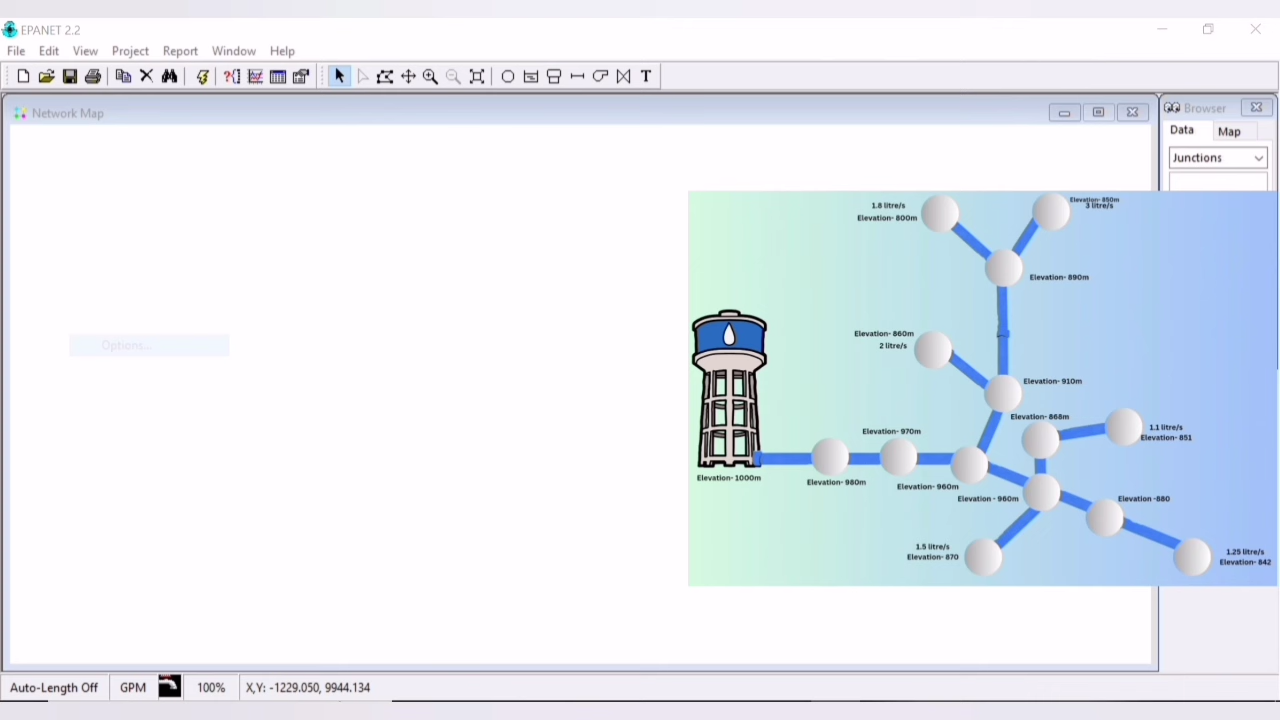 EPANET 2.2
File Edit View Project Report Window Help
T
Network Map
Browser
Data Map
Junctions
Options...
1.8 litre/s
Elevation- 800m
Elevation- 850m
3 litre/s
Elevation- 890m
Elevation- 860m
2 litre/s
Elevation- 910m
Elevation- 868m
1.1 litre/s
Elevation- 851
Elevation- 970m
Elevation- 1000m
Elevation- 980m
Elevation- 960m
Elevation - 960m
Elevation -880
1.5 litre/s
Elevation- 870
1.25 litre/s
Elevation- 842
Auto-Length Off GPM 100% X,Y: -1229.050, 9944.134